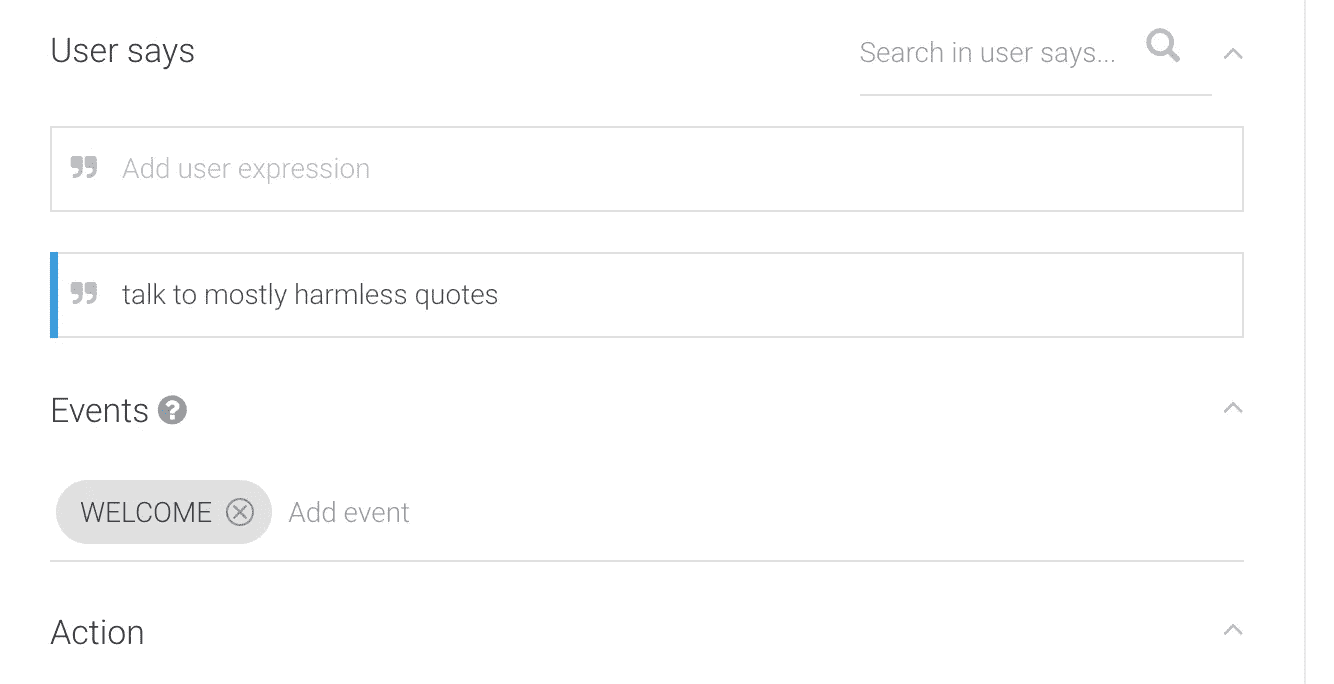 User says
Search in user says...
Add user expression
talk to mostly harmless quotes
Events
WELCOME Add event
Action